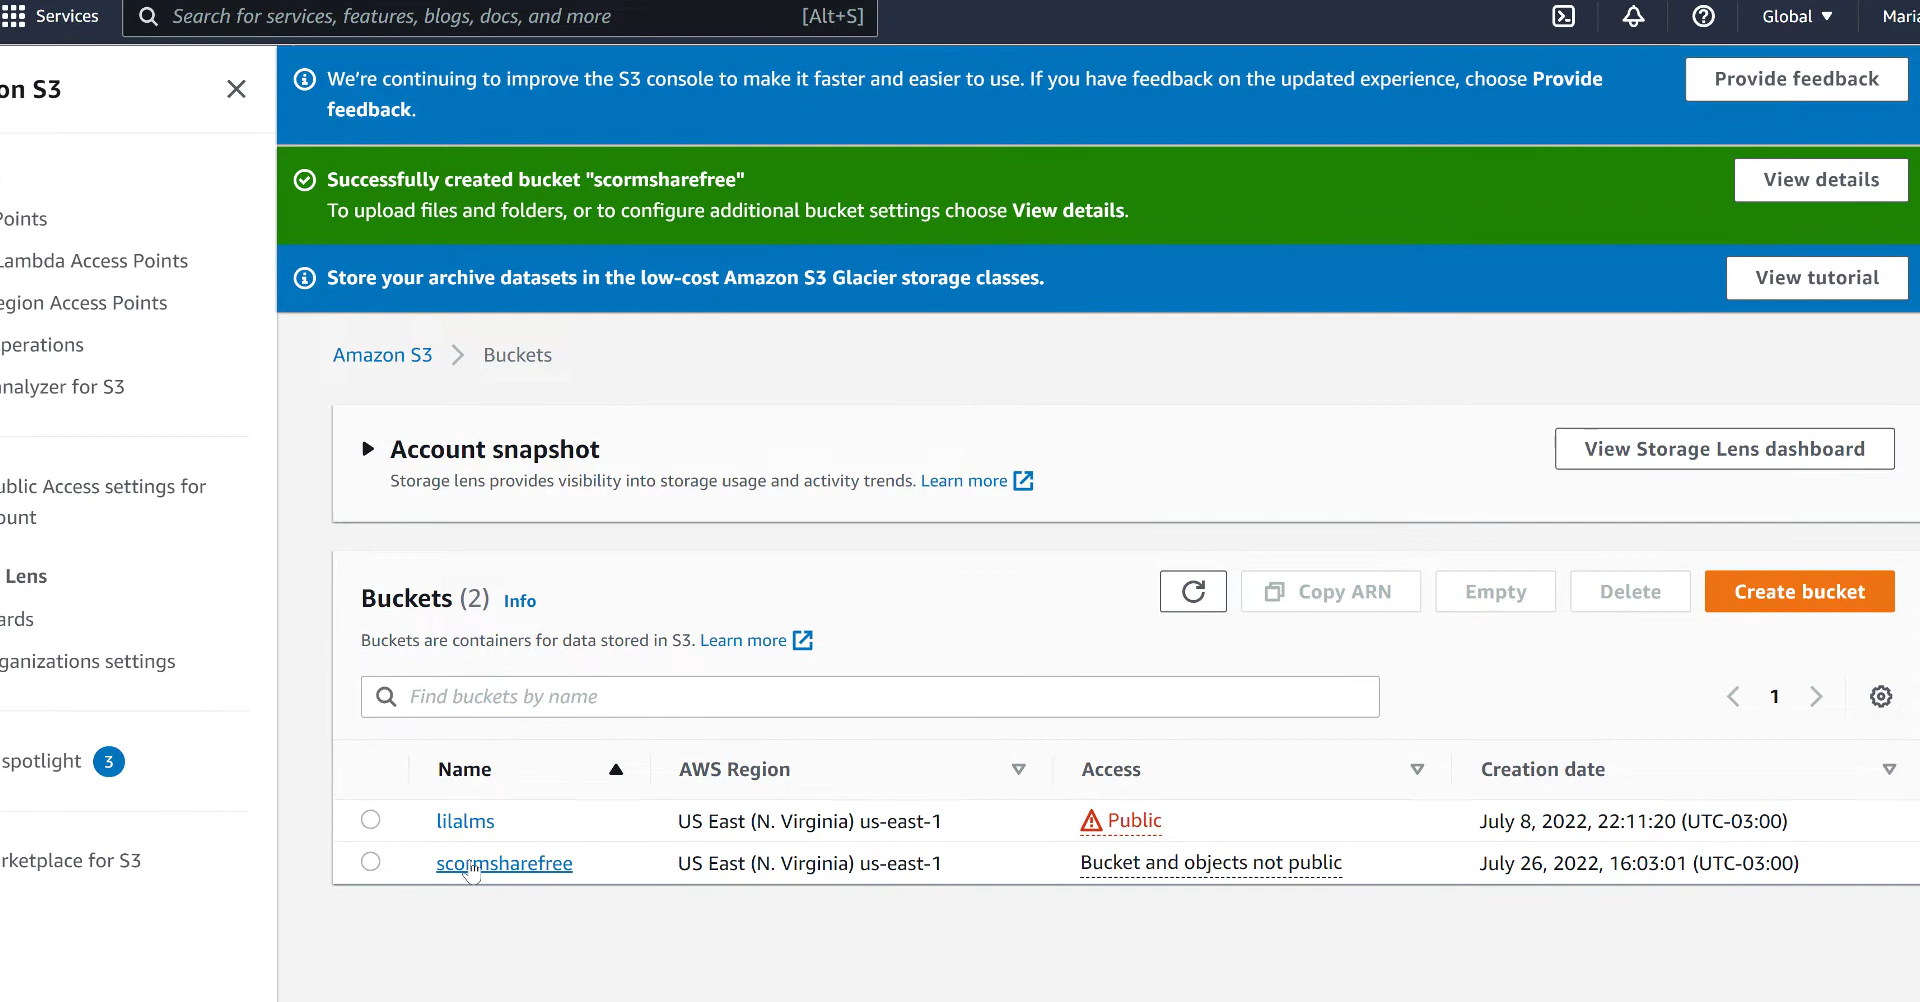 Services
Search for services, features, blogs, docs, and more [Alt+S]
Global
Maria
on S3
We're continuing to improve the S3 console to make it faster and easier to use. If you have feedback on the updated experience, choose Provide
feedback.
Provide feedback
Successfully created bucket "scormsharefree"
To upload files and folders, or to configure additional bucket settings choose View details.
View details
Store your archive datasets in the low-cost Amazon S3 Glacier storage classes.
View tutorial
Points
Lambda Access Points
egion Access Points
perations
nalyzer for S3
ublic Access settings for
ount
Lens
ards
ganizations settings
spotlight 3
rketplace for S3
Amazon S3 Buckets
Account snapshot
Storage lens provides visibility into storage usage and activity trends. Learn more
View Storage Lens dashboard
Buckets (2) Info
Buckets are containers for data stored in S3. Learn more
Copy ARN
Empty
Delete
Create bucket
Find buckets by name
1
Name AWS Region Access Creation date
lilalms US East (N. Virginia) us-east-1 Public July 8, 2022, 22:11:20 (UTC-03:00)
scormsharefree US East (N. Virginia) us-east-1 Bucket and objects not public July 26, 2022, 16:03:01 (UTC-03:00)